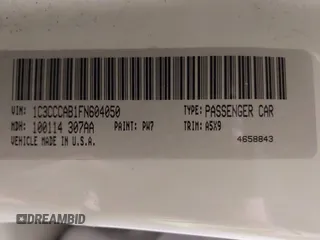 VIN: 1C3CCCAB1FN604050 TYPE: PASSENGER CAR
MDH: 100114 307AA PAINT: PW7 TRIM: A5X9
VEHICLE MADE IN U.S.A. 4658843
DREAMBID